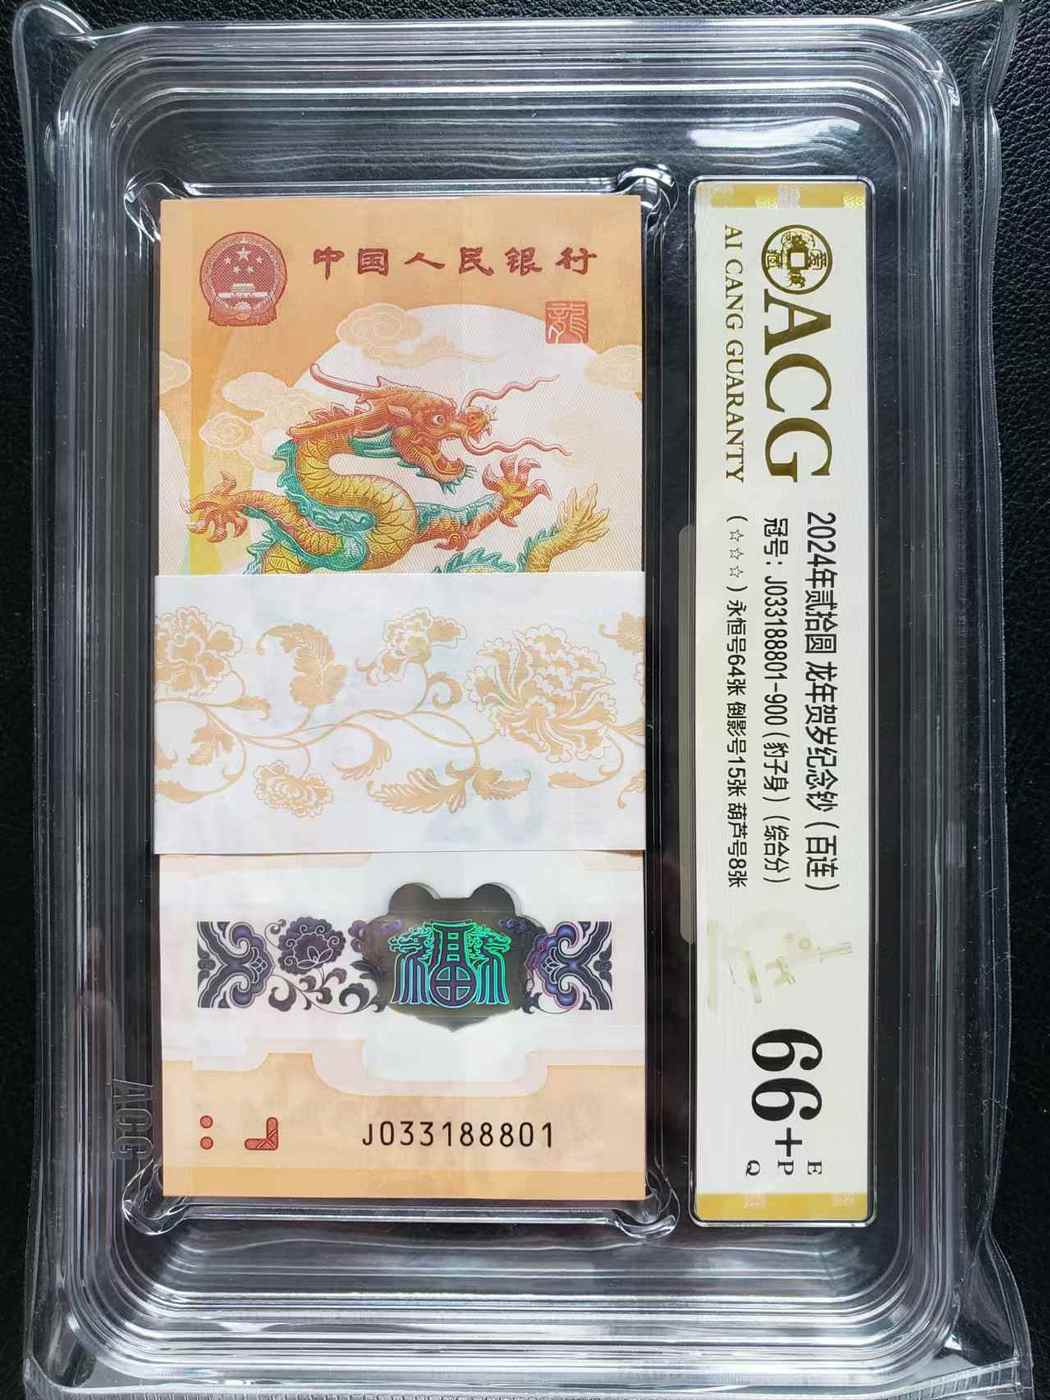 中国人民银行
龍
J033188801
ACG
AI CANG GUARANTY
2024年贰拾圆 龙年贺岁纪念钞(百连)
冠号:J033188801-900(豹子身)(综合分)
(☆☆☆)永恒号64张 倒影号15张 葫芦号8张
66+
E
P
Q
ACG